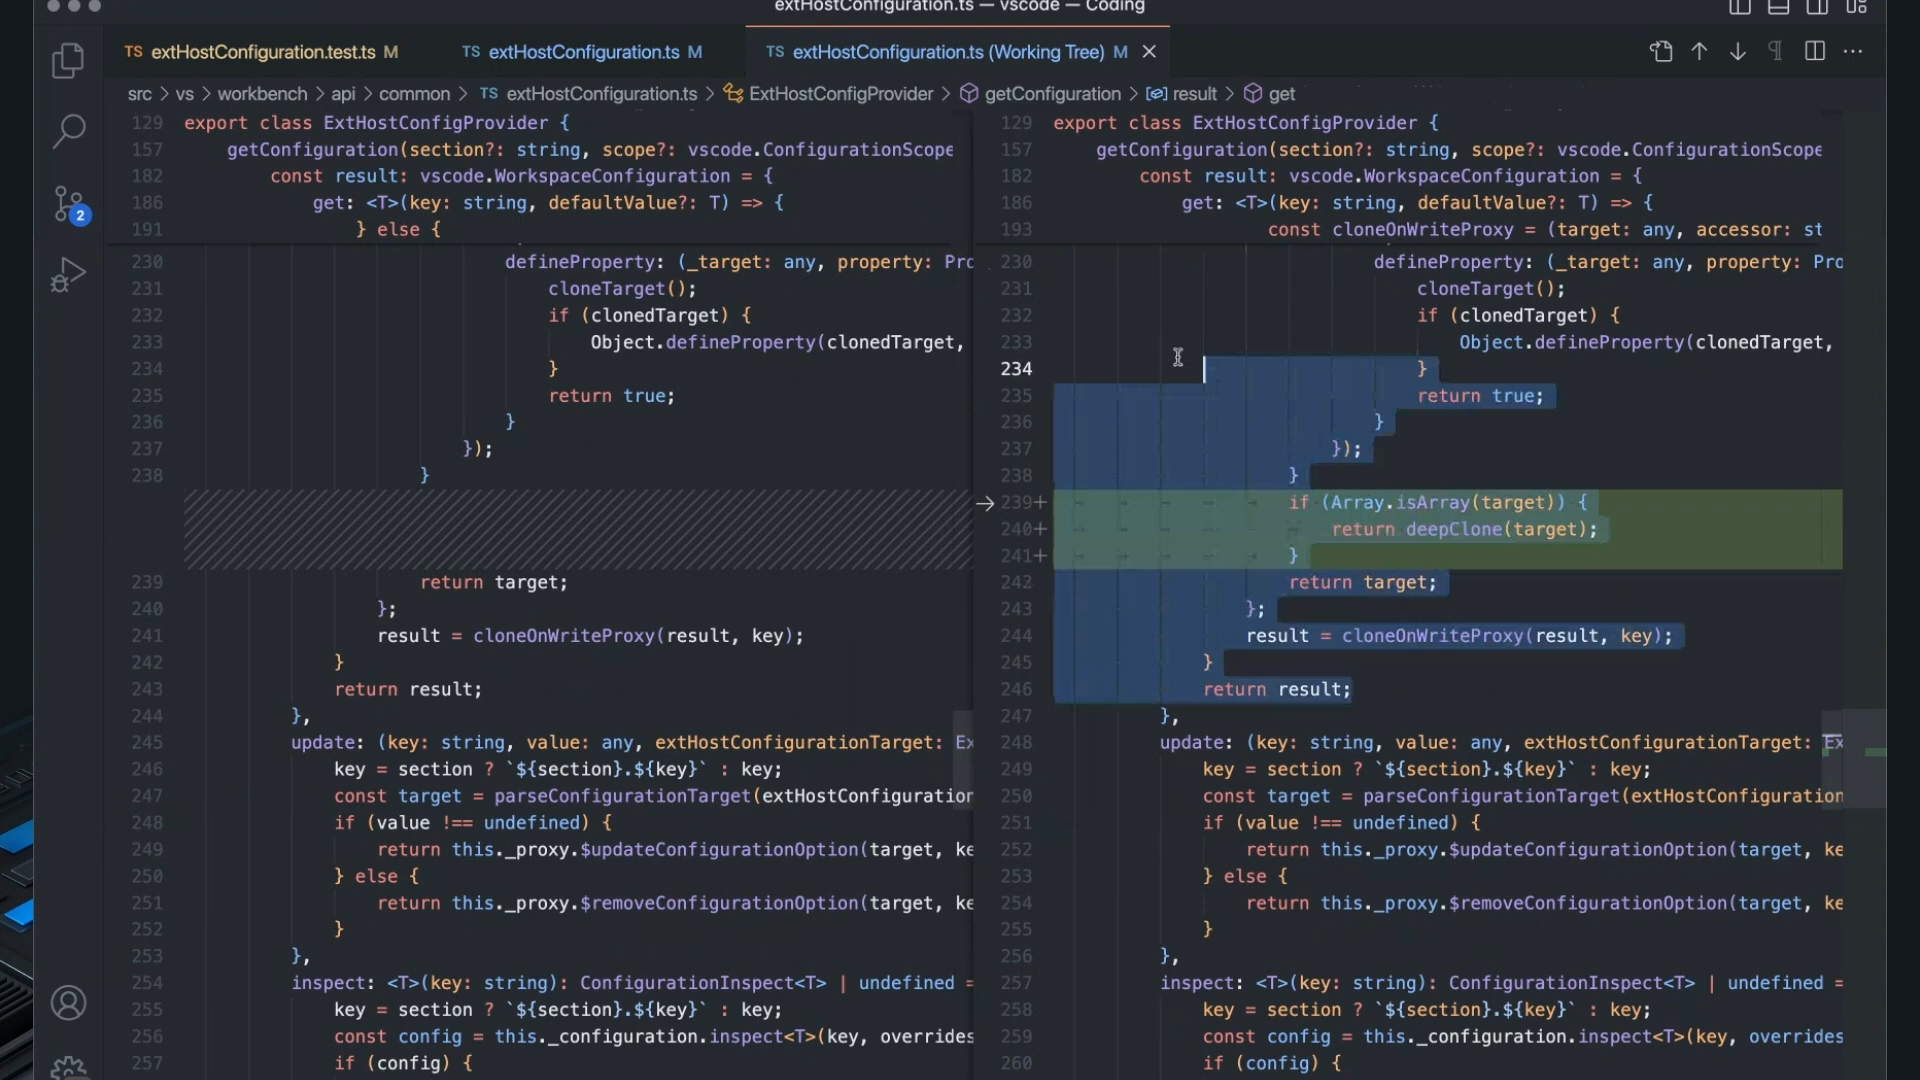 extHostConfiguration.ts — vscode — Coding
TS extHostConfiguration.test.ts M
TS extHostConfiguration.ts M
TS extHostConfiguration.ts (Working Tree) M
src > vs > workbench > api > common > TS extHostConfiguration.ts > ExtHostConfigProvider > getConfiguration > result > get
2
129 export class ExtHostConfigProvider {
157 getConfiguration(section?: string, scope?: vscode.ConfigurationScope
182 const result: vscode.WorkspaceConfiguration = {
186 get: <T>(key: string, defaultValue?: T) => {
191 } else {
230 defineProperty: (_target: any, property: Pro
231 cloneTarget();
232 if (clonedTarget) {
233 Object.defineProperty(clonedTarget,
234 }
235 return true;
236 }
237 });
238 }
239 return target;
240 };
241 result = cloneOnWriteProxy(result, key);
242 }
243 return result;
244 },
245 update: (key: string, value: any, extHostConfigurationTarget: Ex
246 key = section ? `${section}.${key}` : key;
247 const target = parseConfigurationTarget(extHostConfiguration
248 if (value !== undefined) {
249 return this._proxy.$updateConfigurationOption(target, ke
250 } else {
251 return this._proxy.$removeConfigurationOption(target, ke
252 }
253 },
254 inspect: <T>(key: string): ConfigurationInspect<T> | undefined =
255 key = section ? `${section}.${key}` : key;
256 const config = this._configuration.inspect<T>(key, overrides
257 if (config) {
129 export class ExtHostConfigProvider {
157 getConfiguration(section?: string, scope?: vscode.ConfigurationScope
182 const result: vscode.WorkspaceConfiguration = {
186 get: <T>(key: string, defaultValue?: T) => {
193 const cloneOnWriteProxy = (target: any, accessor: st
230 defineProperty: (_target: any, property: Pro
231 cloneTarget();
232 if (clonedTarget) {
233 Object.defineProperty(clonedTarget,
234 }
235 return true;
236 }
237 });
238 }
239+ if (Array.isArray(target)) {
240+ return deepClone(target);
241+ }
242 return target;
243 };
244 result = cloneOnWriteProxy(result, key);
245 }
246 return result;
247 },
248 update: (key: string, value: any, extHostConfigurationTarget: Ex
249 key = section ? `${section}.${key}` : key;
250 const target = parseConfigurationTarget(extHostConfiguration
251 if (value !== undefined) {
252 return this._proxy.$updateConfigurationOption(target, ke
253 } else {
254 return this._proxy.$removeConfigurationOption(target, ke
255 }
256 },
257 inspect: <T>(key: string): ConfigurationInspect<T> | undefined =
258 key = section ? `${section}.${key}` : key;
259 const config = this._configuration.inspect<T>(key, overrides
260 if (config) {